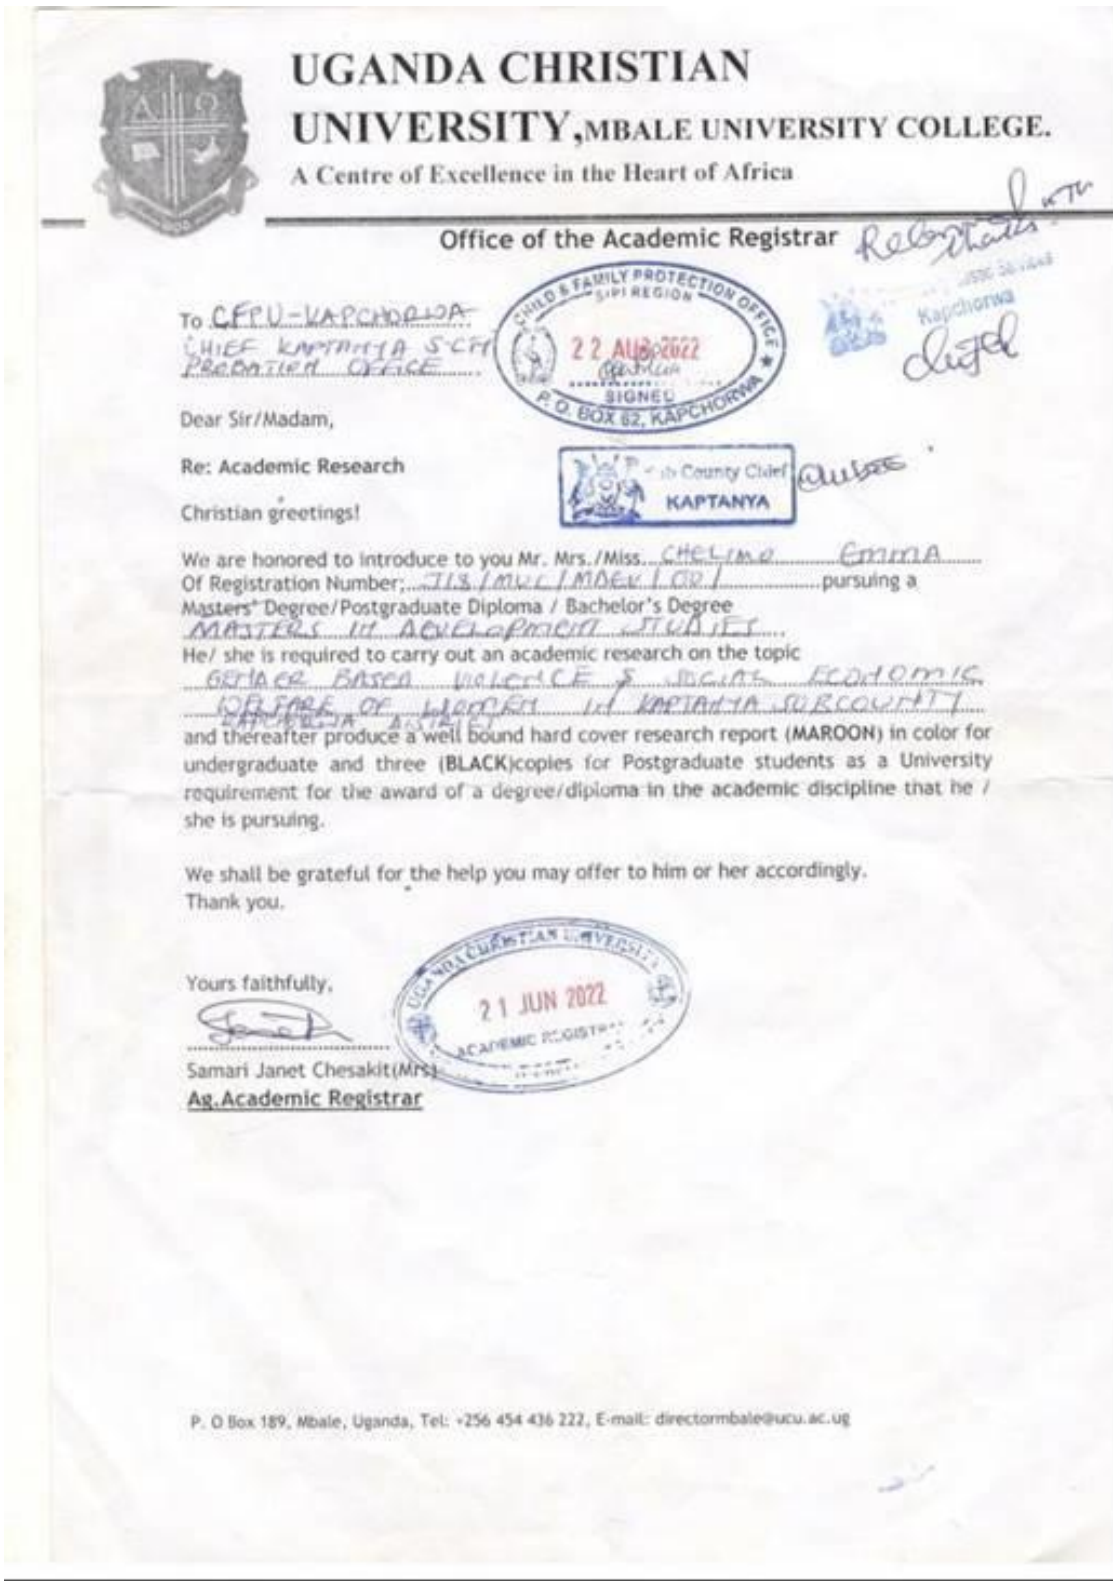 UGANDA CHRISTIAN
UNIVERSITY, MBALE UNIVERSITY COLLEGE.
A Centre of Excellence in the Heart of Africa
Office of the Academic Registrar
Kapchorwa
To CFPU-KAPCHORWA
CHIEF KAPTANYA S'CTY
PROBATION OFFICE
CHILD & FAMILY PROTECTION OFFICE
SIPI REGION
22 AUG 2022
SIGNED
P. O. BOX 62, KAPCHORWA
Dear Sir/Madam,
Re: Academic Research
County Chief
KAPTANYA
Christian greetings!
We are honored to introduce to you Mr. Mrs./Miss. CHELIMO EMMA
Of Registration Number; J18/MUC/MDEV/001 pursuing a
Masters' Degree/Postgraduate Diploma / Bachelor's Degree
MASTERS IN DEVELOPMENT STUDIES
He/ she is required to carry out an academic research on the topic
GENDER BASED VIOLENCE & SOCIAL ECONOMIC
WELFARE OF WOMEN IN KAPTANYA SUBCOUNTY
KAPCHORWA DISTRICT
and thereafter produce a well bound hard cover research report (MAROON) in color for
undergraduate and three (BLACK)copies for Postgraduate students as a University
requirement for the award of a degree/diploma in the academic discipline that he /
she is pursuing.
We shall be grateful for the help you may offer to him or her accordingly.
Thank you.
Yours faithfully,
UGANDA CHRISTIAN UNIVERSITY
21 JUN 2022
ACADEMIC REGISTRAR
Samari Janet Chesakit(Mrs)
Ag.Academic Registrar
P. O Box 189, Mbale, Uganda, Tel: +256 454 436 222, E-mail: directormbale@ucu.ac.ug